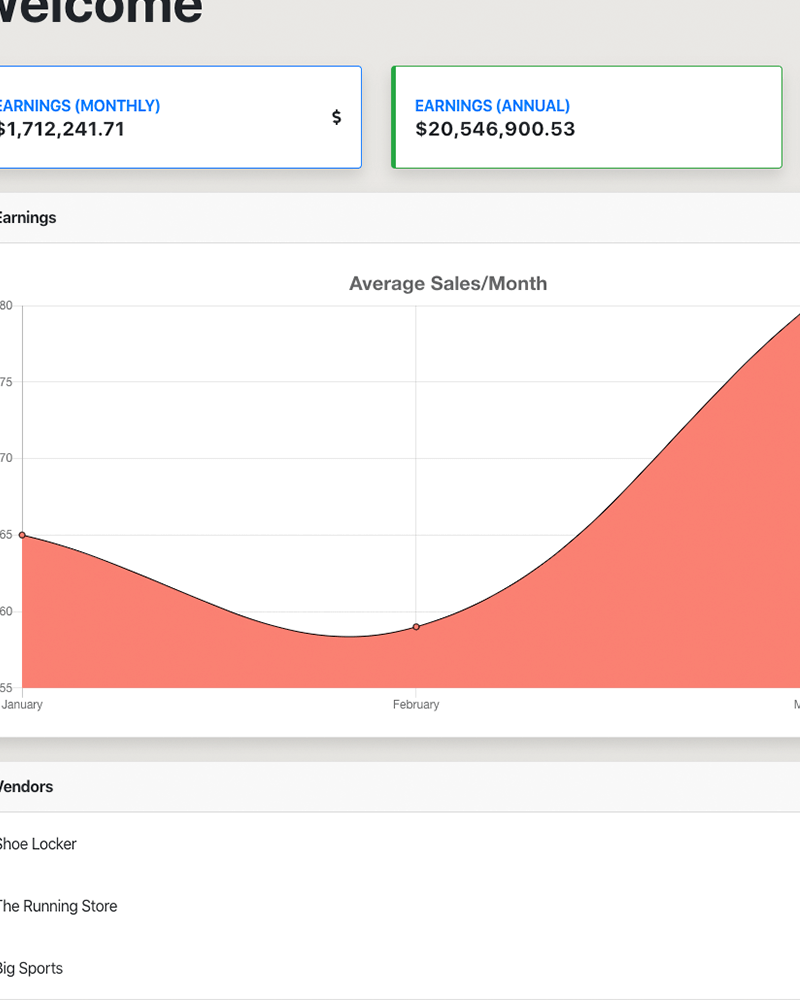 Welcome
EARNINGS (MONTHLY)
$1,712,241.71
$
EARNINGS (ANNUAL)
$20,546,900.53
Earnings
Average Sales/Month
80
75
70
65
60
55
January
February
M
Vendors
Shoe Locker
The Running Store
Big Sports